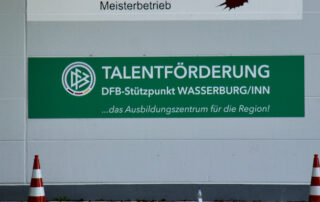 Meisterbetrieb
TALENTFÖRDERUNG
DFB-Stützpunkt WASSERBURG/INN
...das Ausbildungszentrum für die Region!